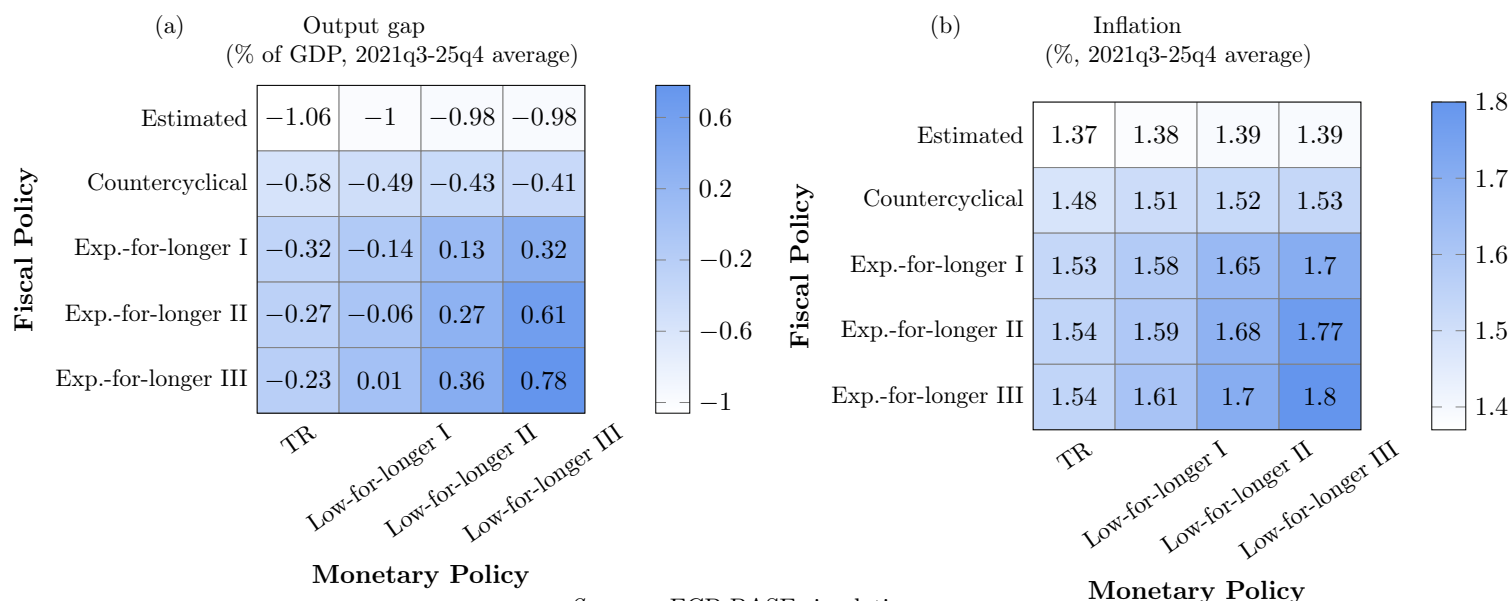 (a) Output gap
(% of GDP, 2021q3-25q4 average)
Fiscal Policy
Estimated −1.06 −1 −0.98 −0.98
Countercyclical −0.58 −0.49 −0.43 −0.41
Exp.-for-longer I −0.32 −0.14 0.13 0.32
Exp.-for-longer II −0.27 −0.06 0.27 0.61
Exp.-for-longer III −0.23 0.01 0.36 0.78
TR
Low-for-longer I
Low-for-longer II
Low-for-longer III
Monetary Policy
0.6
0.2
−0.2
−0.6
−1
(b) Inflation
(%, 2021q3-25q4 average)
Fiscal Policy
Estimated 1.37 1.38 1.39 1.39
Countercyclical 1.48 1.51 1.52 1.53
Exp.-for-longer I 1.53 1.58 1.65 1.7
Exp.-for-longer II 1.54 1.59 1.68 1.77
Exp.-for-longer III 1.54 1.61 1.7 1.8
TR
Low-for-longer I
Low-for-longer II
Low-for-longer III
Monetary Policy
1.8
1.7
1.6
1.5
1.4